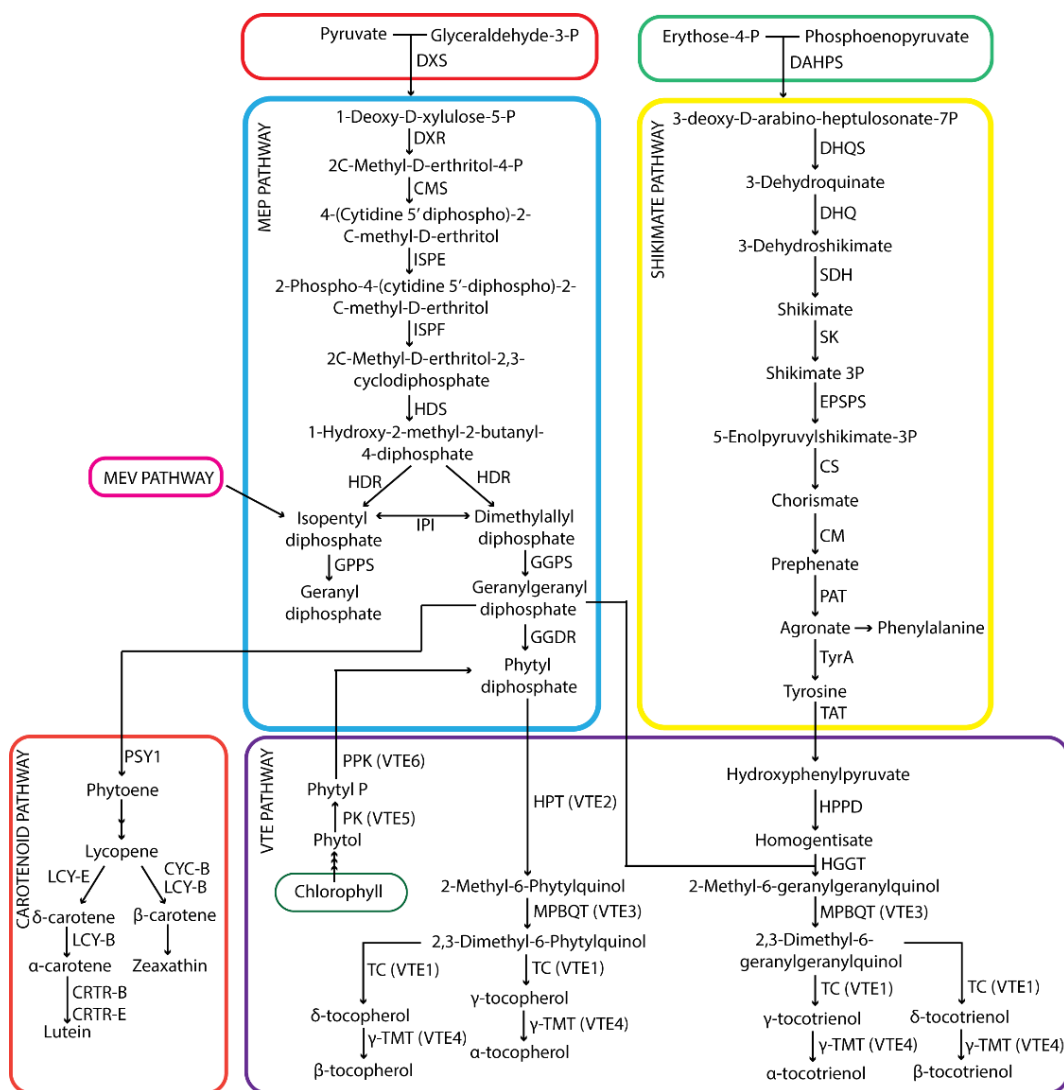 Pyruvate
Glyceraldehyde-3-P
DXS
Erythose-4-P
Phosphoenopyruvate
DAHPS
MEP PATHWAY
1-Deoxy-D-xylulose-5-P
DXR
2C-Methyl-D-erthritol-4-P
CMS
4-(Cytidine 5' diphospho)-2-
C-methyl-D-erthritol
ISPE
2-Phospho-4-(cytidine 5'-diphospho)-2-
C-methyl-D-erthritol
ISPF
2C-Methyl-D-erthritol-2,3-
cyclodiphosphate
HDS
1-Hydroxy-2-methyl-2-butanyl-
4-diphosphate
HDR
HDR
MEV PATHWAY
Isopentyl
diphosphate
IPI
Dimethylallyl
diphosphate
GPPS
GGPS
Geranyl
diphosphate
Geranylgeranyl
diphosphate
GGDR
Phytyl
diphosphate
SHIKIMATE PATHWAY
3-deoxy-D-arabino-heptulosonate-7P
DHQS
3-Dehydroquinate
DHQ
3-Dehydroshikimate
SDH
Shikimate
SK
Shikimate 3P
EPSPS
5-Enolpyruvylshikimate-3P
CS
Chorismate
CM
Prephenate
PAT
Agronate
Phenylalanine
TyrA
Tyrosine
TAT
CAROTENOID PATHWAY
PSY1
Phytoene
Lycopene
LCY-E
CYC-B
LCY-B
δ-carotene
β-carotene
LCY-B
α-carotene
Zeaxathin
CRTR-B
CRTR-E
Lutein
VTE PATHWAY
PPK (VTE6)
Phytyl P
PK (VTE5)
Phytol
Chlorophyll
HPT (VTE2)
2-Methyl-6-Phytylquinol
MPBQT (VTE3)
2,3-Dimethyl-6-Phytylquinol
TC (VTE1)
TC (VTE1)
δ-tocopherol
γ-tocopherol
γ-TMT (VTE4)
γ-TMT (VTE4)
β-tocopherol
α-tocopherol
Hydroxyphenylpyruvate
HPPD
Homogentisate
HGGT
2-Methyl-6-geranylgeranylquinol
MPBQT (VTE3)
2,3-Dimethyl-6-
geranylgeranylquinol
TC (VTE1)
TC (VTE1)
γ-tocotrienol
δ-tocotrienol
γ-TMT (VTE4)
γ-TMT (VTE4)
α-tocotrienol
β-tocotrienol